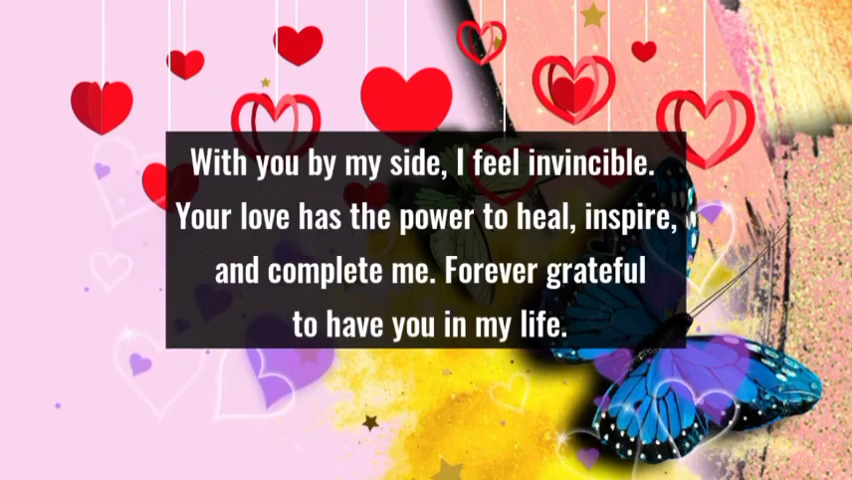 With you by my side, I feel invincible.
Your love has the power to heal, inspire,
and complete me. Forever grateful
to have you in my life.